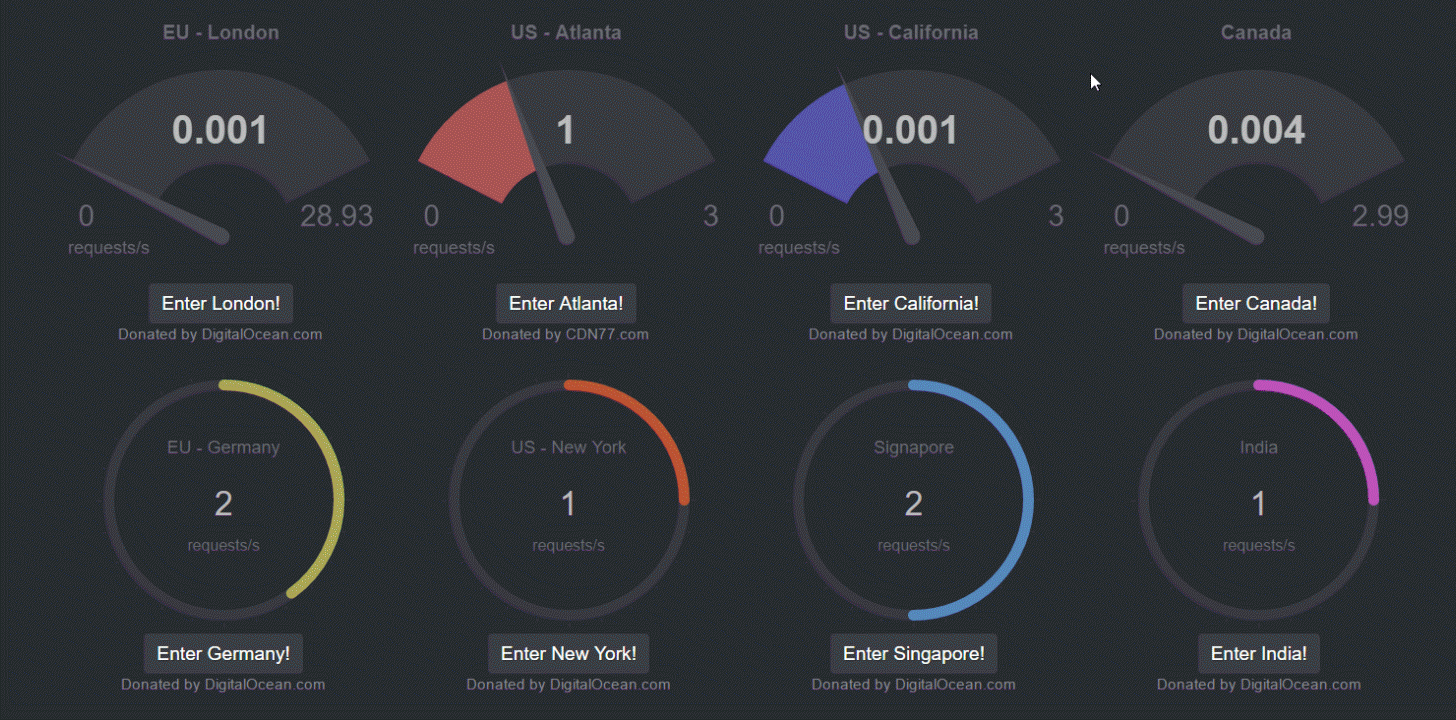 EU - London
0.001
0
28.93
requests/s
Enter London!
Donated by DigitalOcean.com
US - Atlanta
1
0
3
requests/s
Enter Atlanta!
Donated by CDN77.com
US - California
0.001
0
3
requests/s
Enter California!
Donated by DigitalOcean.com
Canada
0.004
0
2.99
requests/s
Enter Canada!
Donated by DigitalOcean.com
EU - Germany
2
requests/s
Enter Germany!
Donated by DigitalOcean.com
US - New York
1
requests/s
Enter New York!
Donated by DigitalOcean.com
Signapore
2
requests/s
Enter Singapore!
Donated by DigitalOcean.com
India
1
requests/s
Enter India!
Donated by DigitalOcean.com